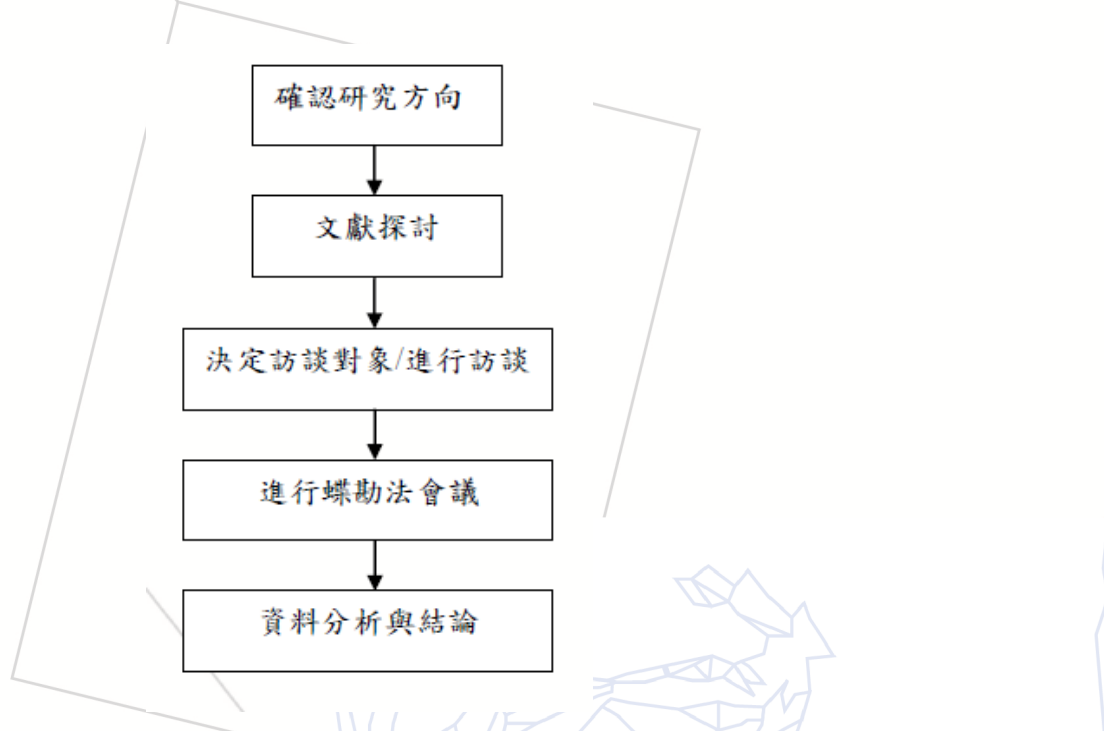 確認研究方向
文獻探討
決定訪談對象/進行訪談
進行蝶勘法會議
資料分析與結論